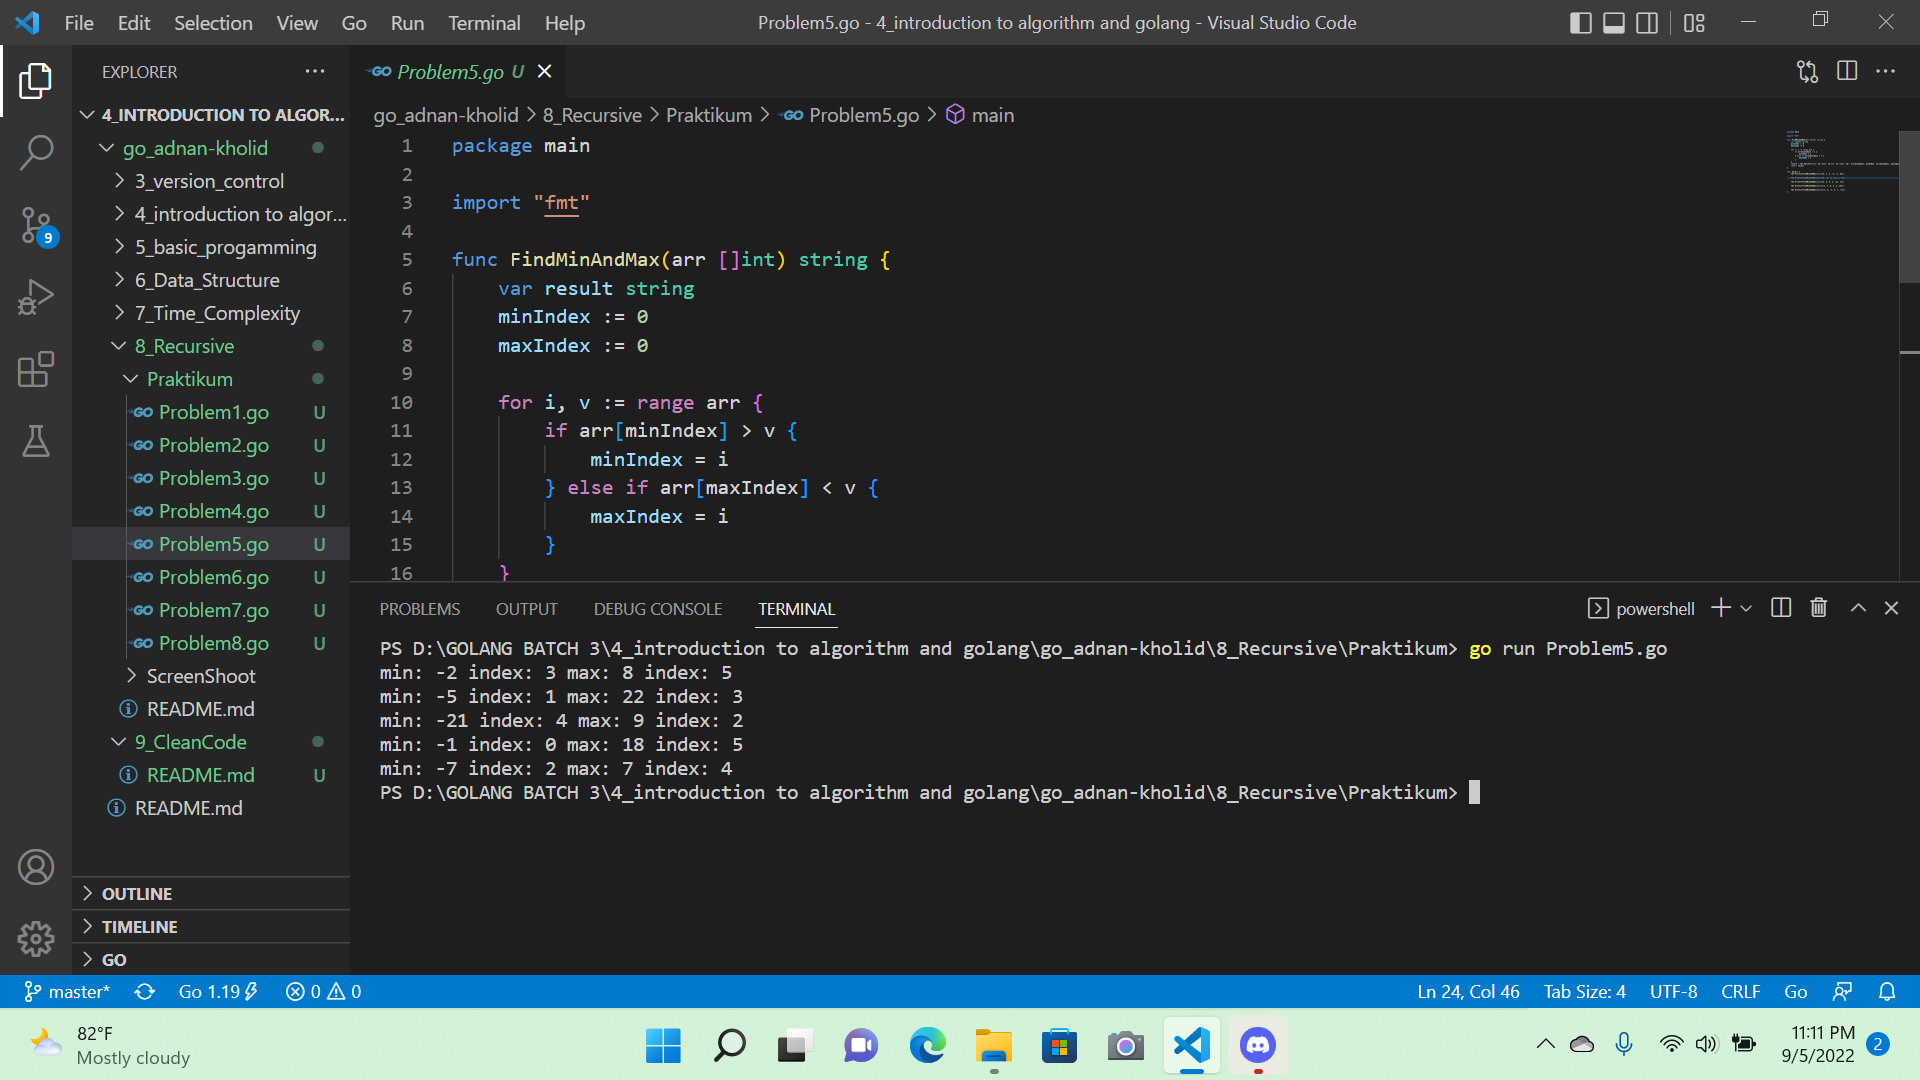 File Edit Selection View Go Run Terminal Help
Problem5.go - 4_introduction to algorithm and golang - Visual Studio Code
EXPLORER
4_INTRODUCTION TO ALGOR...
go_adnan-kholid
3_version_control
4_introduction to algor...
5_basic_progamming
6_Data_Structure
7_Time_Complexity
8_Recursive
Praktikum
GO Problem1.go U
GO Problem2.go U
GO Problem3.go U
GO Problem4.go U
GO Problem5.go U
GO Problem6.go U
GO Problem7.go U
GO Problem8.go U
ScreenShoot
README.md
9_CleanCode
README.md U
README.md
OUTLINE
TIMELINE
GO
9
GO Problem5.go U
go_adnan-kholid > 8_Recursive > Praktikum > GO Problem5.go > main
1 package main
2
3 import "fmt"
4
5 func FindMinAndMax(arr []int) string {
6 var result string
7 minIndex := 0
8 maxIndex := 0
9
10 for i, v := range arr {
11 if arr[minIndex] > v {
12 minIndex = i
13 } else if arr[maxIndex] < v {
14 maxIndex = i
15 }
16 }
PROBLEMS OUTPUT DEBUG CONSOLE TERMINAL
powershell
PS D:\GOLANG BATCH 3\4_introduction to algorithm and golang\go_adnan-kholid\8_Recursive\Praktikum> go run Problem5.go
min: -2 index: 3 max: 8 index: 5
min: -5 index: 1 max: 22 index: 3
min: -21 index: 4 max: 9 index: 2
min: -1 index: 0 max: 18 index: 5
min: -7 index: 2 max: 7 index: 4
PS D:\GOLANG BATCH 3\4_introduction to algorithm and golang\go_adnan-kholid\8_Recursive\Praktikum>
master* Go 1.19 0 0
Ln 24, Col 46 Tab Size: 4 UTF-8 CRLF Go
82°F
Mostly cloudy
11:11 PM
9/5/2022
2